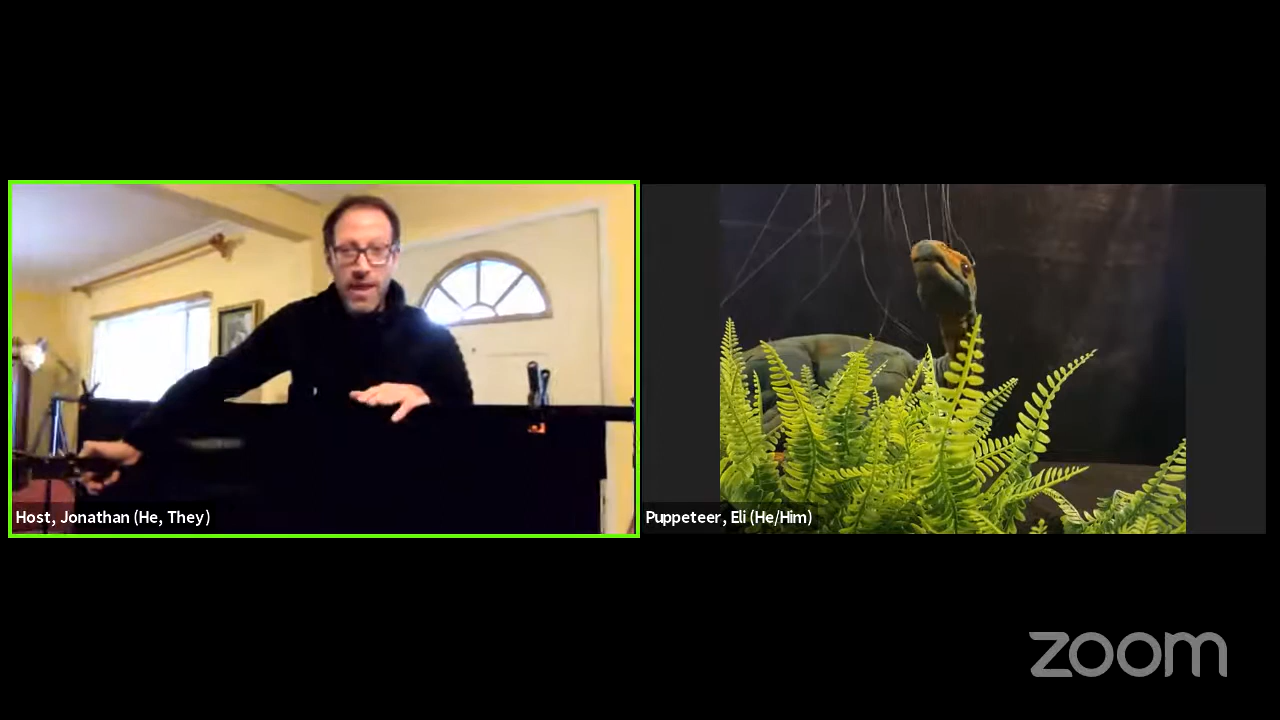 Host, Jonathan (He, They)
Puppeteer, Eli (He/Him)
zoom